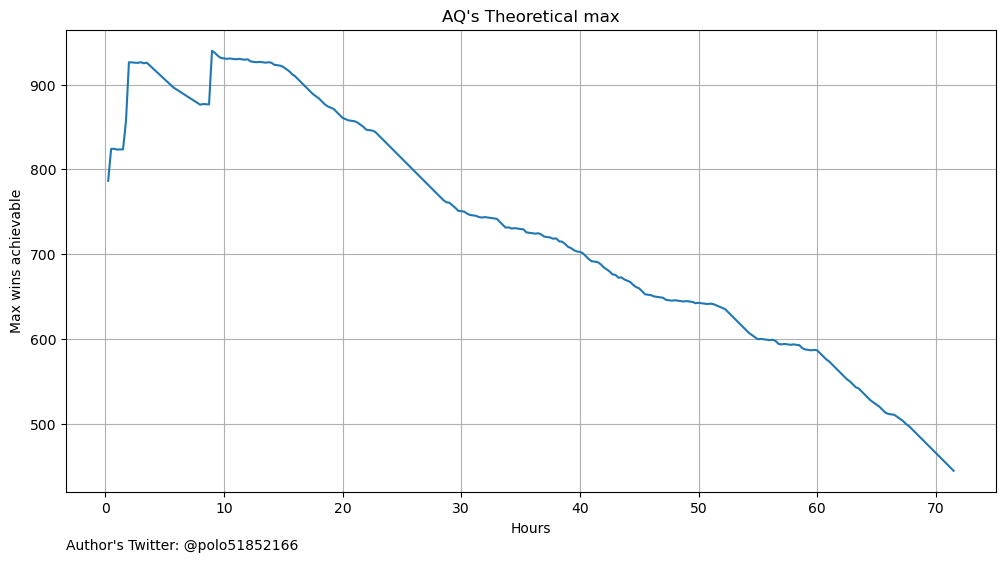 AQ's Theoretical max
Max wins achievable
900
800
700
600
500
0 10 20 30 40 50 60 70
Hours
Author's Twitter: @polo51852166